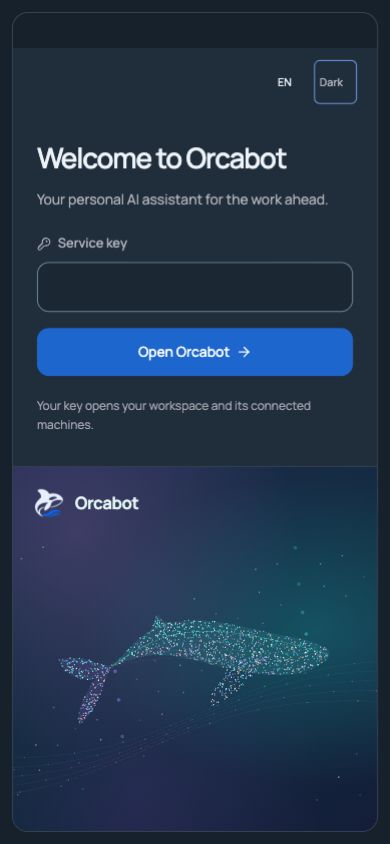 EN
Dark
Welcome to Orcabot
Your personal AI assistant for the work ahead.
Service key
Open Orcabot →
Your key opens your workspace and its connected
machines.
Orcabot